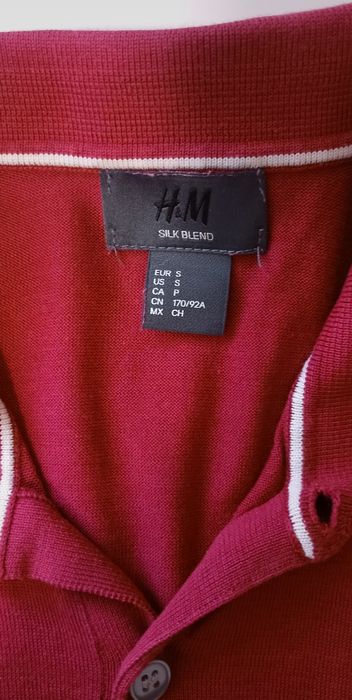 H&M
SILK BLEND
EUR S
US S
CA P
CN 170/92A
MX CH